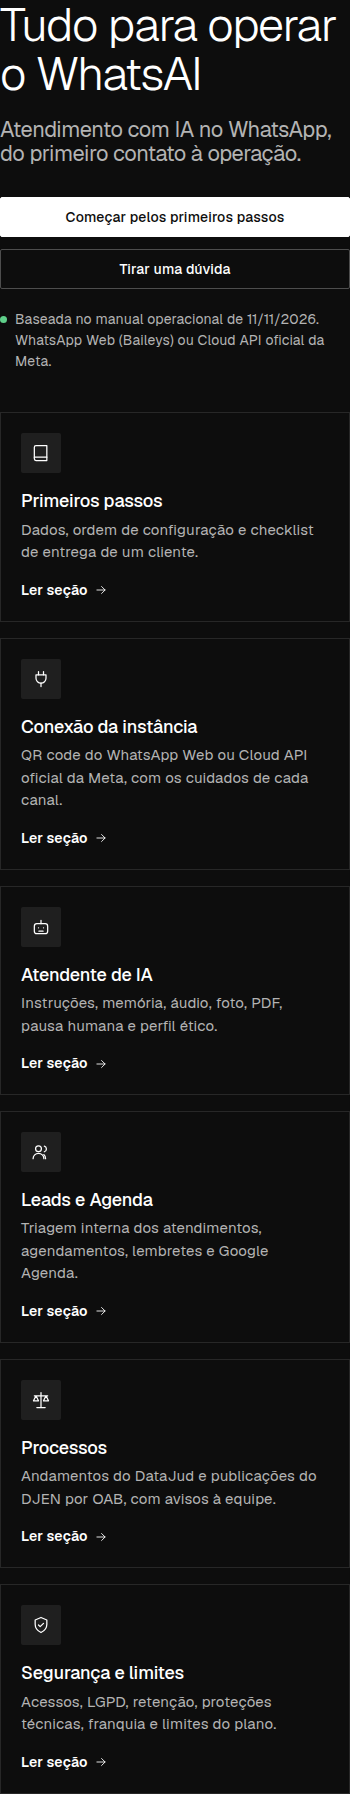 Tudo para operar
o WhatsAI
Atendimento com IA no WhatsApp,
do primeiro contato à operação.
Começar pelos primeiros passos
Tirar uma dúvida
Baseada no manual operacional de 11/11/2026.
WhatsApp Web (Baileys) ou Cloud API oficial da
Meta.
Primeiros passos
Dados, ordem de configuração e checklist
de entrega de um cliente.
Ler seção →
Conexão da instância
QR code do WhatsApp Web ou Cloud API
oficial da Meta, com os cuidados de cada
canal.
Ler seção →
Atendente de IA
Instruções, memória, áudio, foto, PDF,
pausa humana e perfil ético.
Ler seção →
Leads e Agenda
Triagem interna dos atendimentos,
agendamentos, lembretes e Google
Agenda.
Ler seção →
Processos
Andamentos do DataJud e publicações do
DJEN por OAB, com avisos à equipe.
Ler seção →
Segurança e limites
Acessos, LGPD, retenção, proteções
técnicas, franquia e limites do plano.
Ler seção →